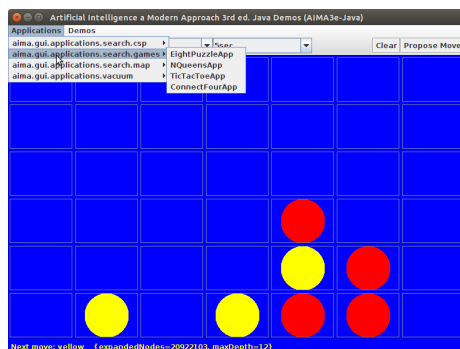 Artificial Intelligence a Modern Approach 3rd ed. Java Demos (AIMA3e-Java)
Applications Demos
aima.gui.applications.search.csp
5sec
Clear Propose Move
aima.gui.applications.search.games
EightPuzzleApp
aima.gui.applications.search.map
NQueensApp
aima.gui.applications.vacuum
TicTacToeApp
ConnectFourApp
Next move: yellow (expandedNodes=20922103, maxDepth=12)